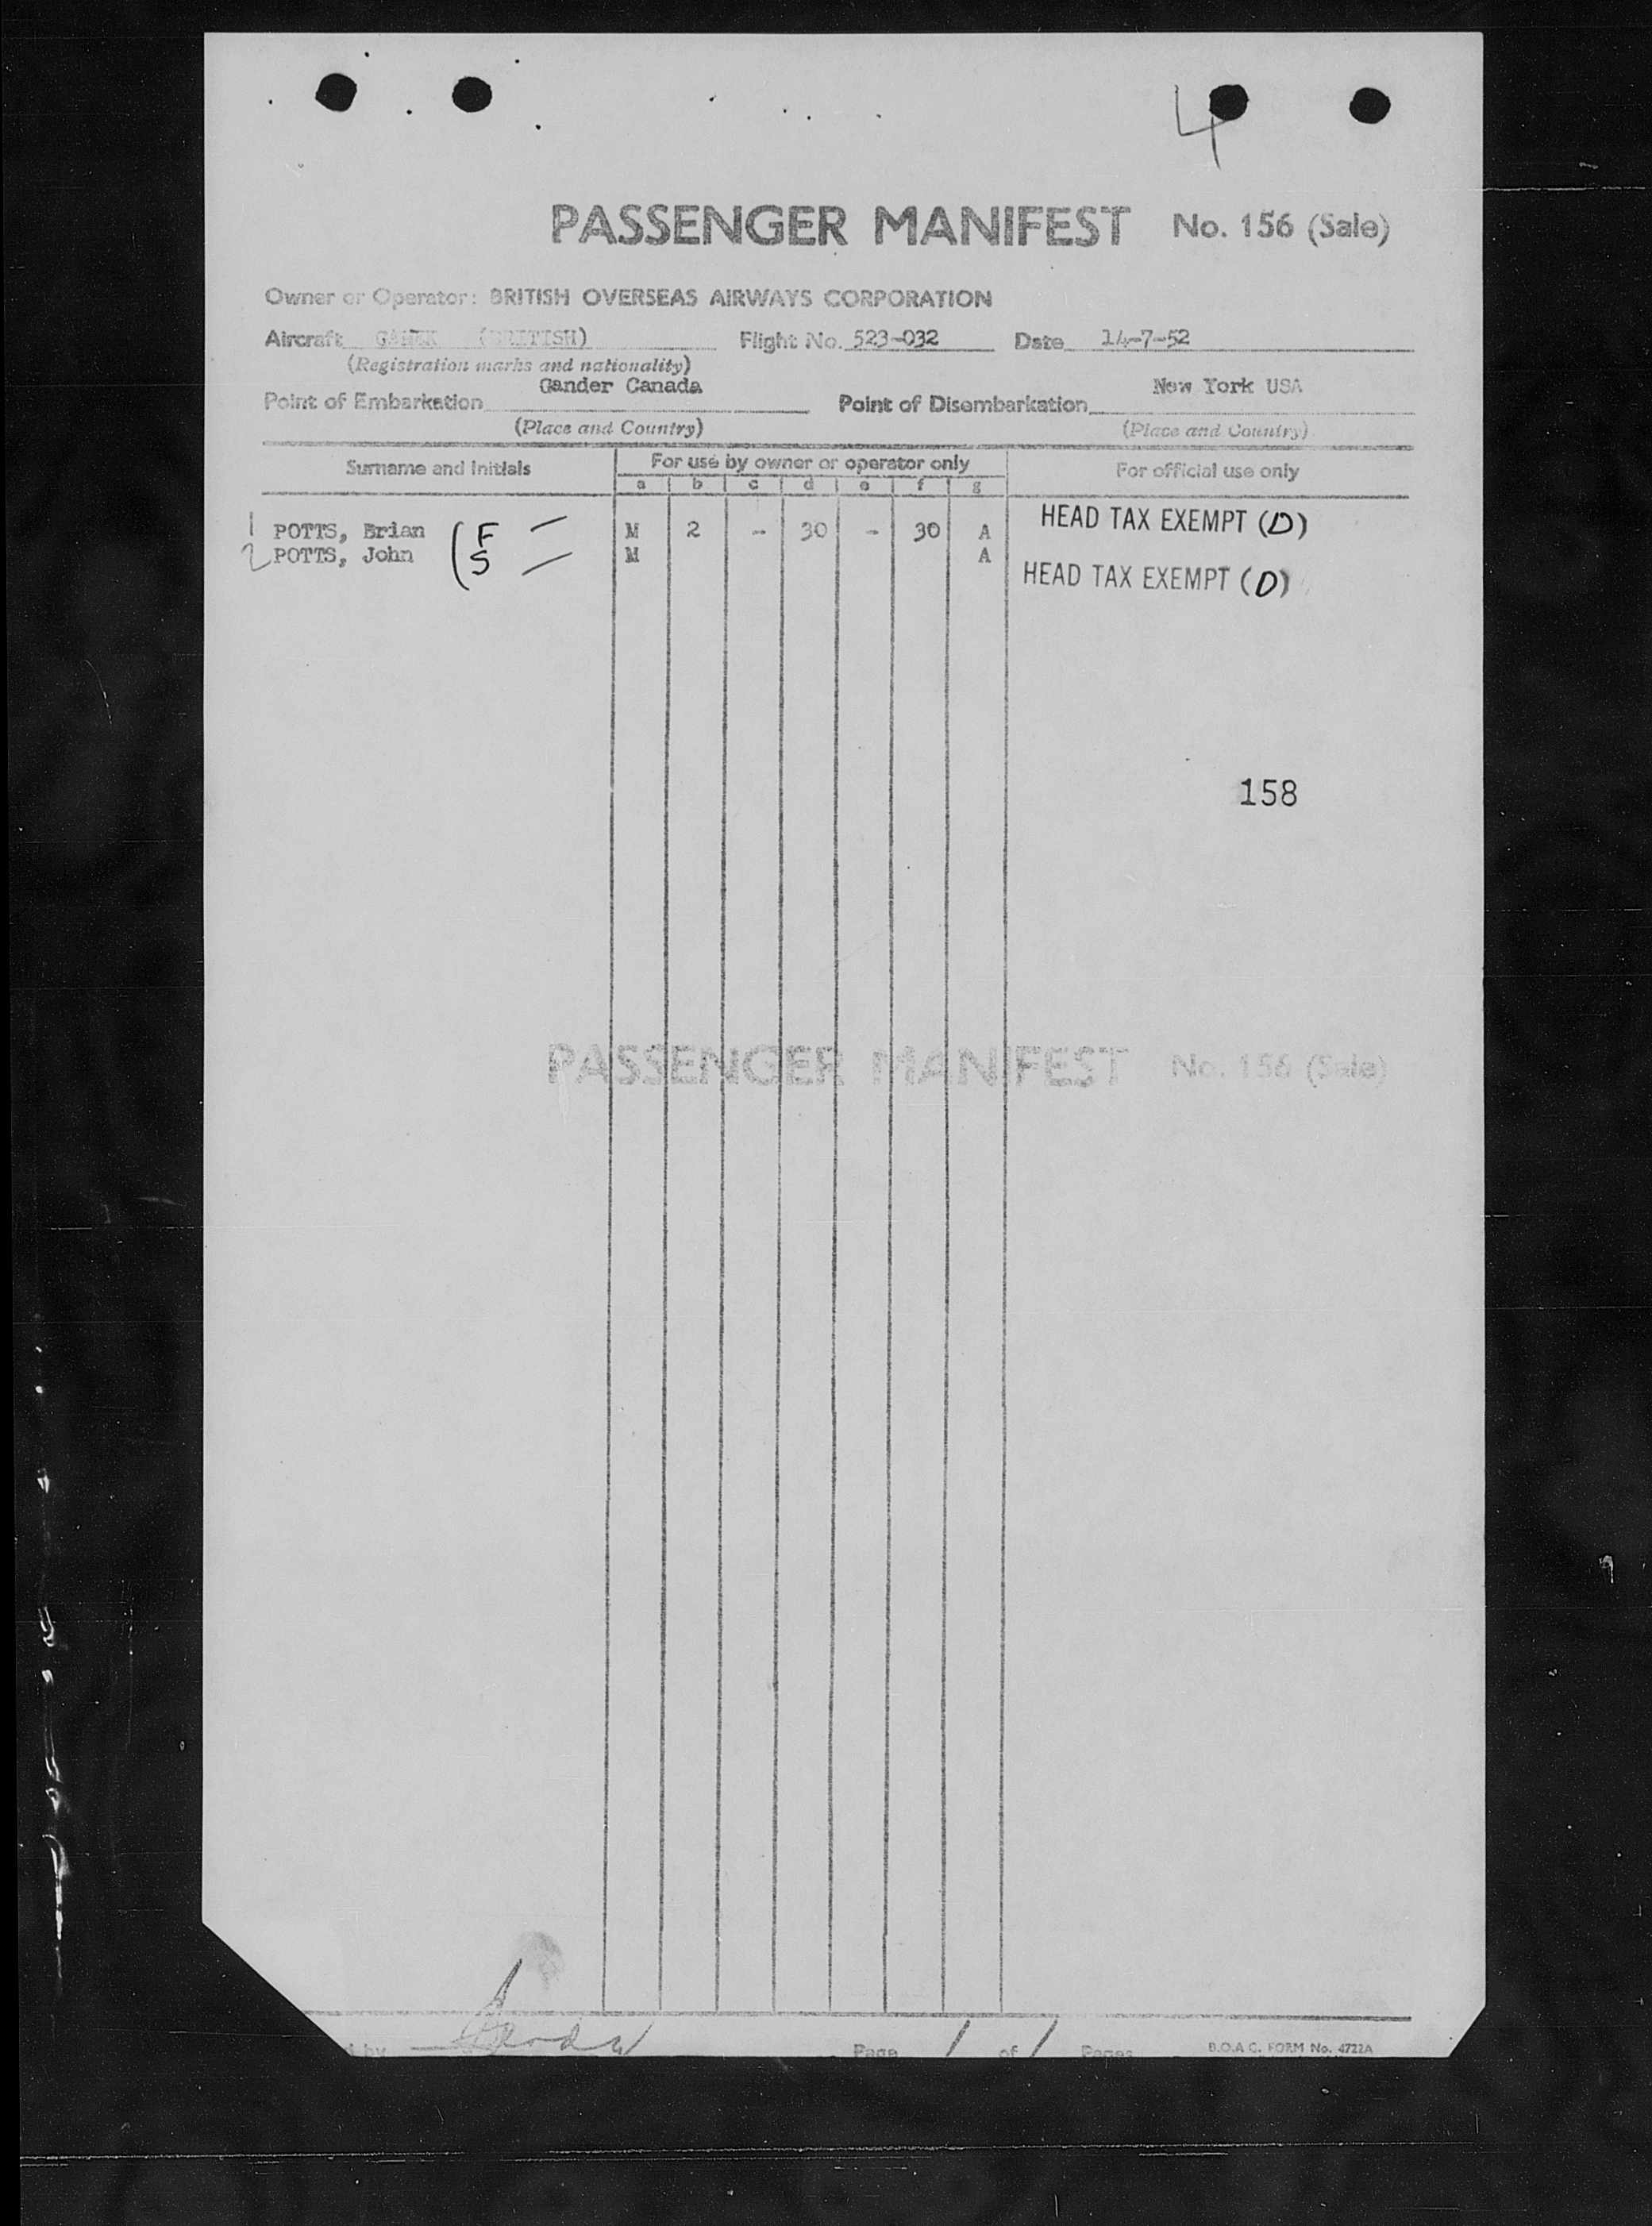 4
PASSENGER MANIFEST No. 156 (Sale)
Owner or Operator: BRITISH OVERSEAS AIRWAYS CORPORATION
Aircraft (BRITISH) Flight No. 523-032 Date 14-7-52
(Registration marks and nationality)
Gander Canada New York USA
Point of Embarkation Point of Disembarkation
(Place and Country) (Place and Country)
Surname and Initials For use by owner or operator only For official use only
a b c d e f g
1 POTTS, Brian (F — M 2 - 30 - 30 A HEAD TAX EXEMPT (D)
2 POTTS, John (S — M A
HEAD TAX EXEMPT (D)
158
PASSENGER MANIFEST No. 156 (Sale)
by Page 1 of 1 Pages B.O.A.C. FORM No. 4722A